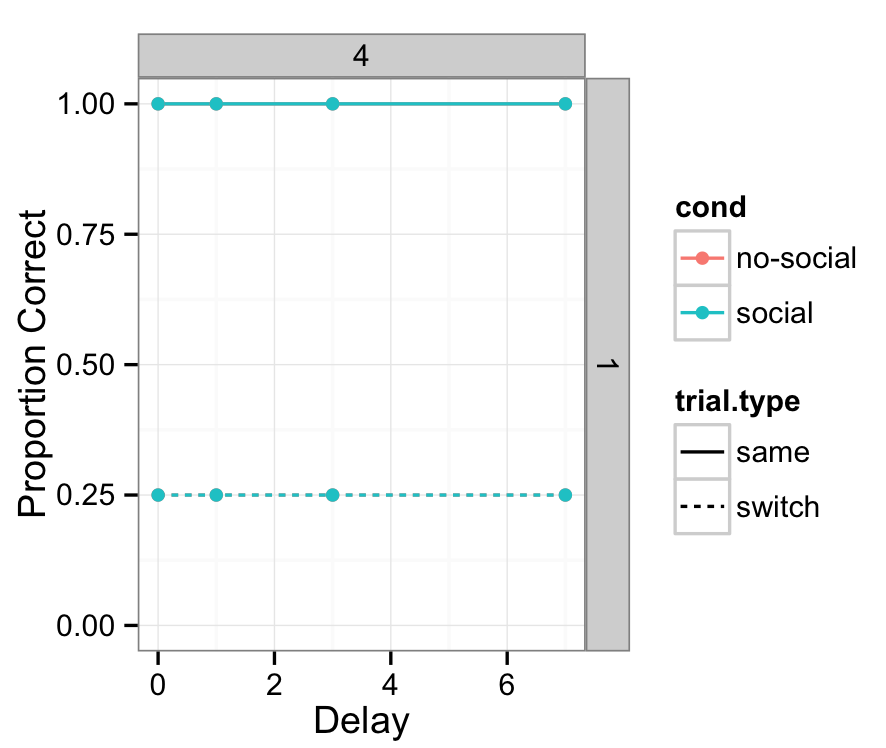 4
1.00
0.75
0.50
0.25
0.00
Proportion Correct
0 2 4 6
Delay
1
cond
no-social
social
trial.type
same
switch